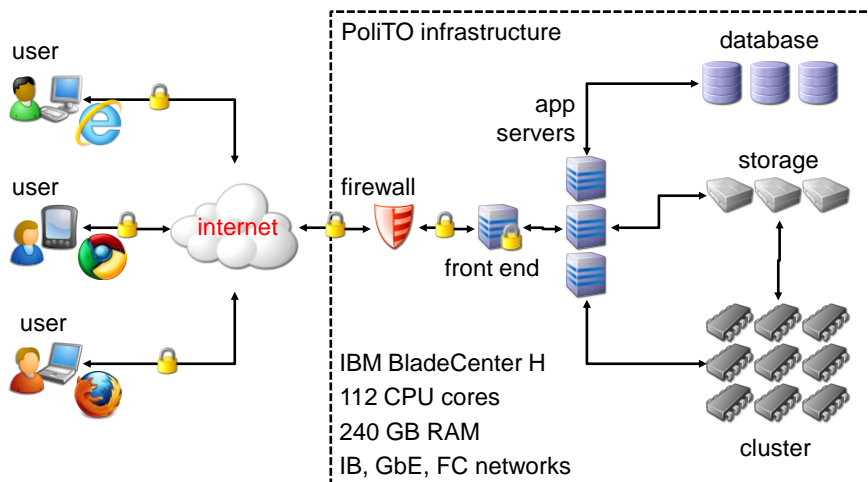 PoliTO infrastructure
database
user
app
servers
storage
user
firewall
internet
front end
user
IBM BladeCenter H
112 CPU cores
240 GB RAM
IB, GbE, FC networks
cluster